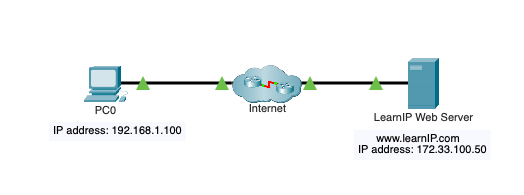 PC0
IP address: 192.168.1.100
Internet
LearnIP Web Server
www.learnIP.com
IP address: 172.33.100.50